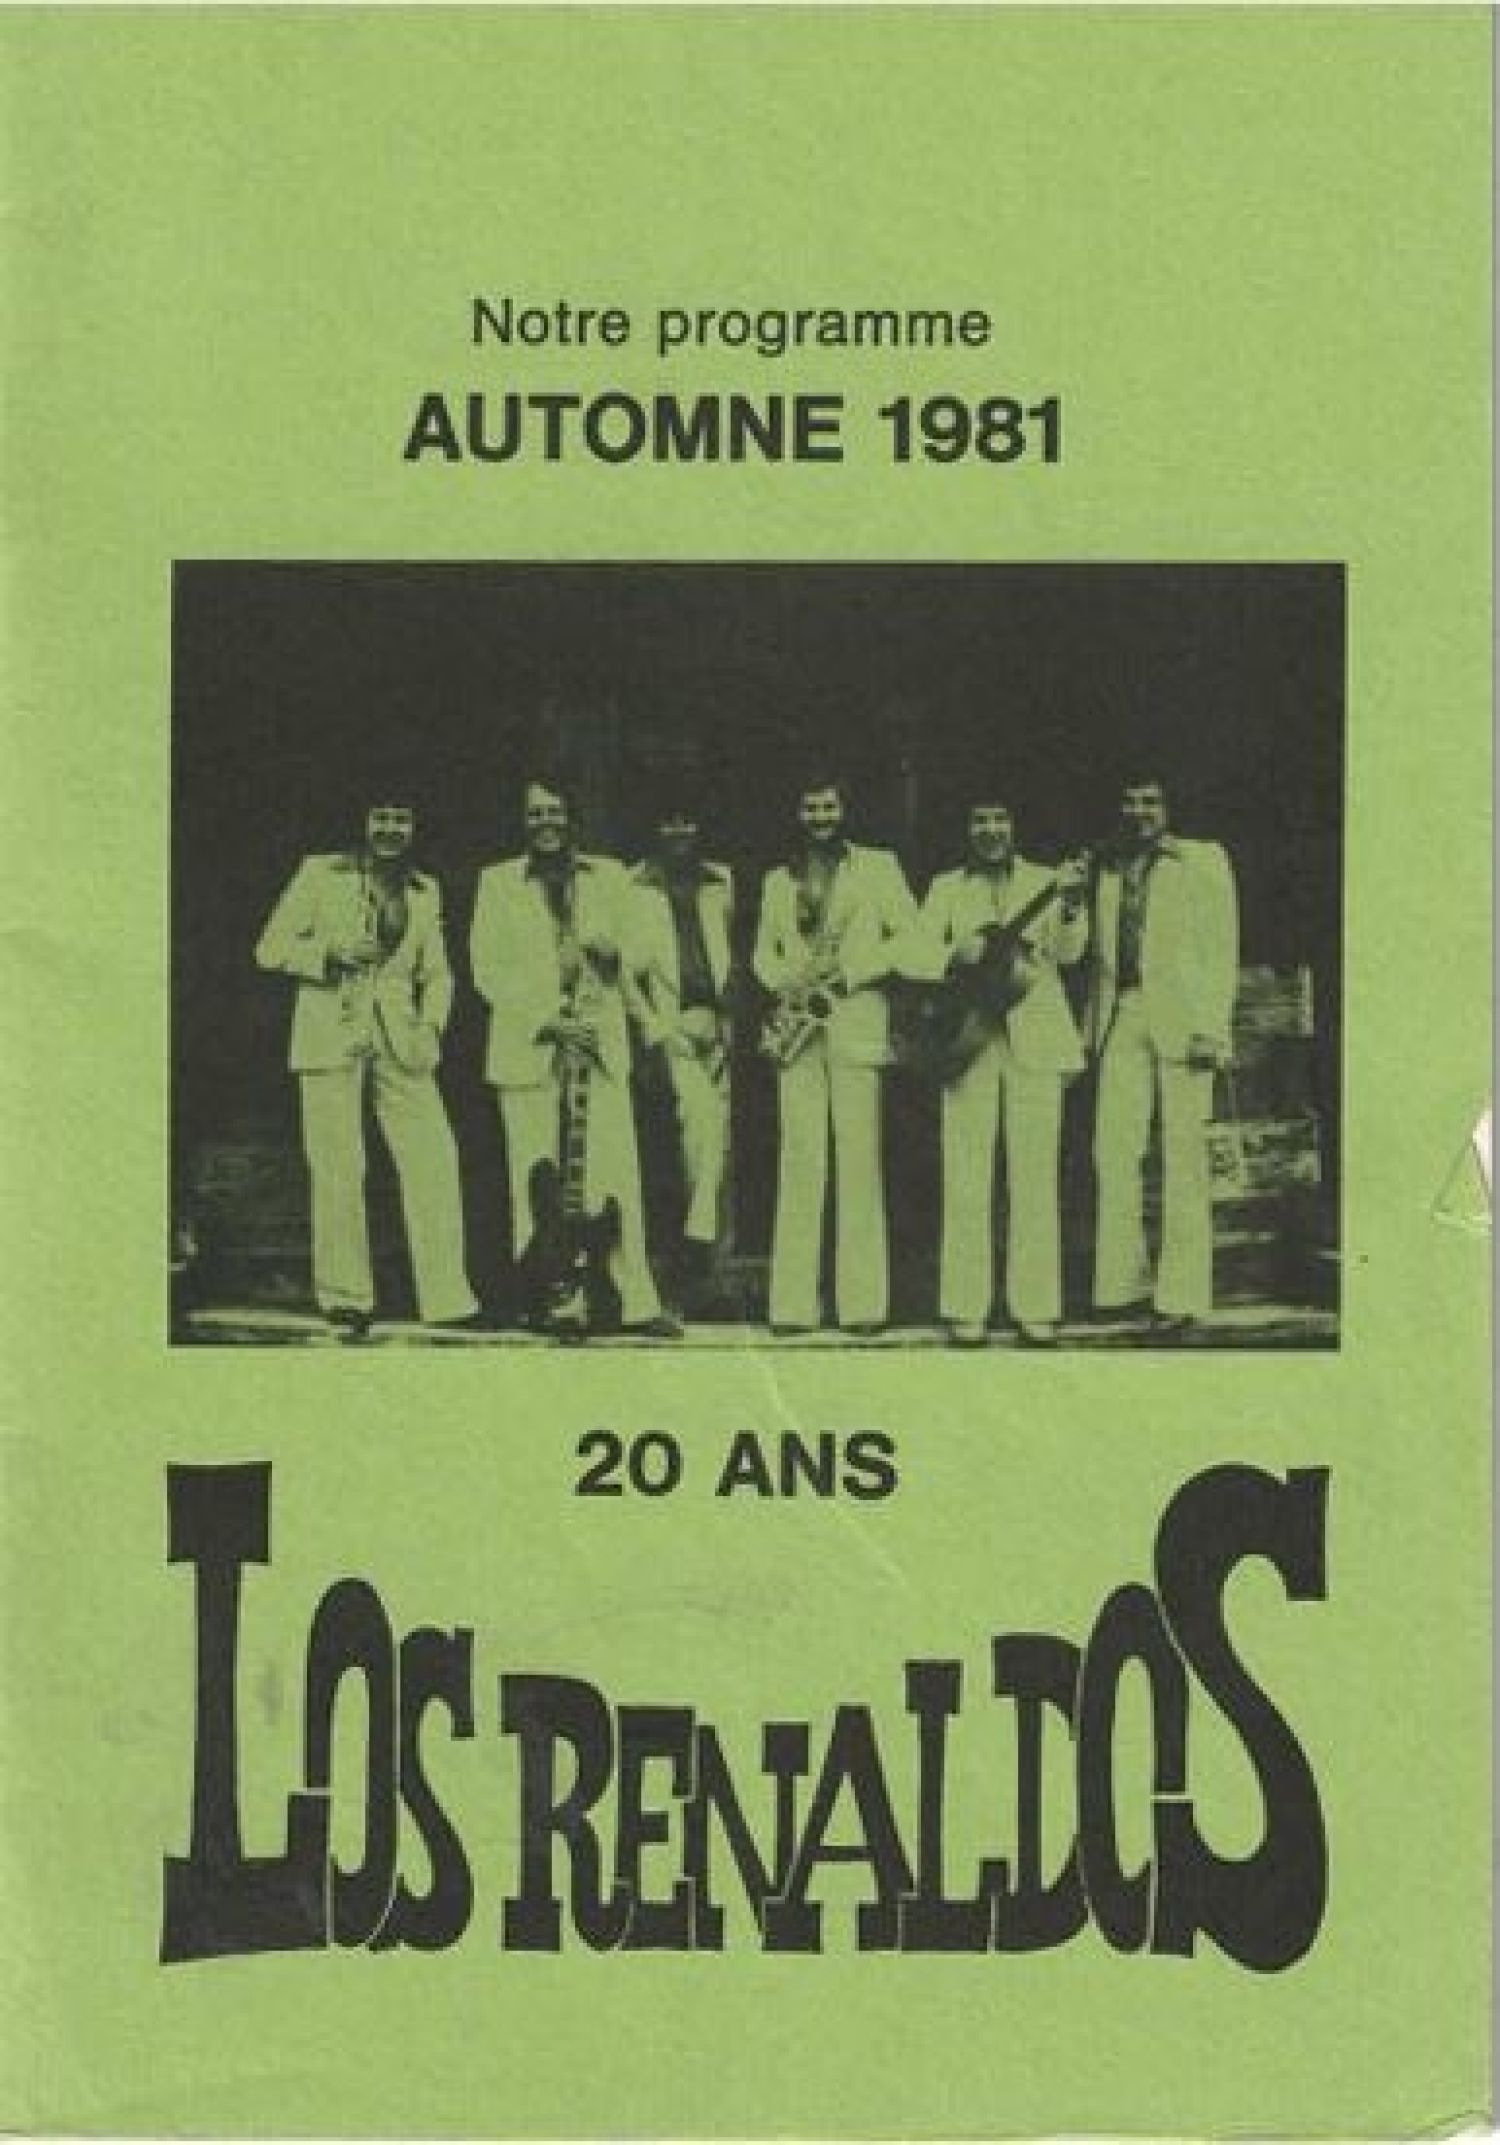 Notre programme
AUTOMNE 1981
20 ANS
LOS RENALDOS